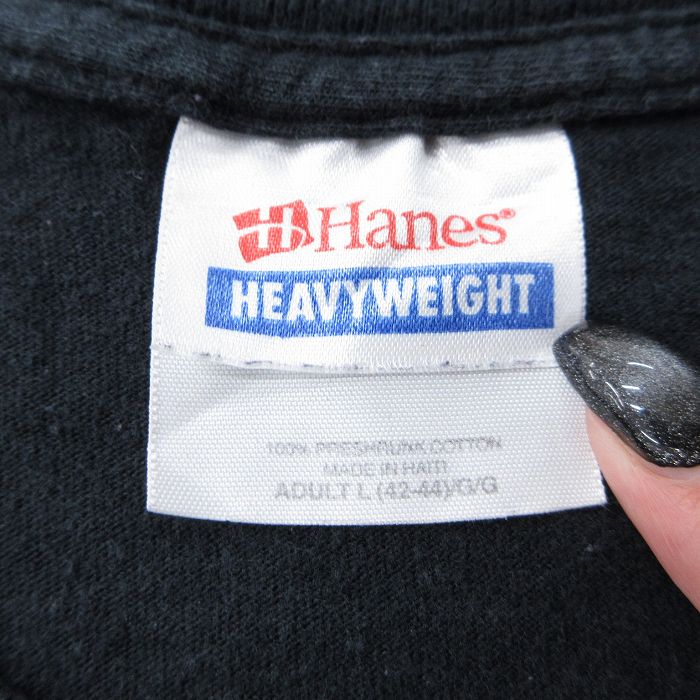 Hanes®
HEAVYWEIGHT
100% PRESHRUNK COTTON
MADE IN HAITI
ADULT L (42-44)/G/G